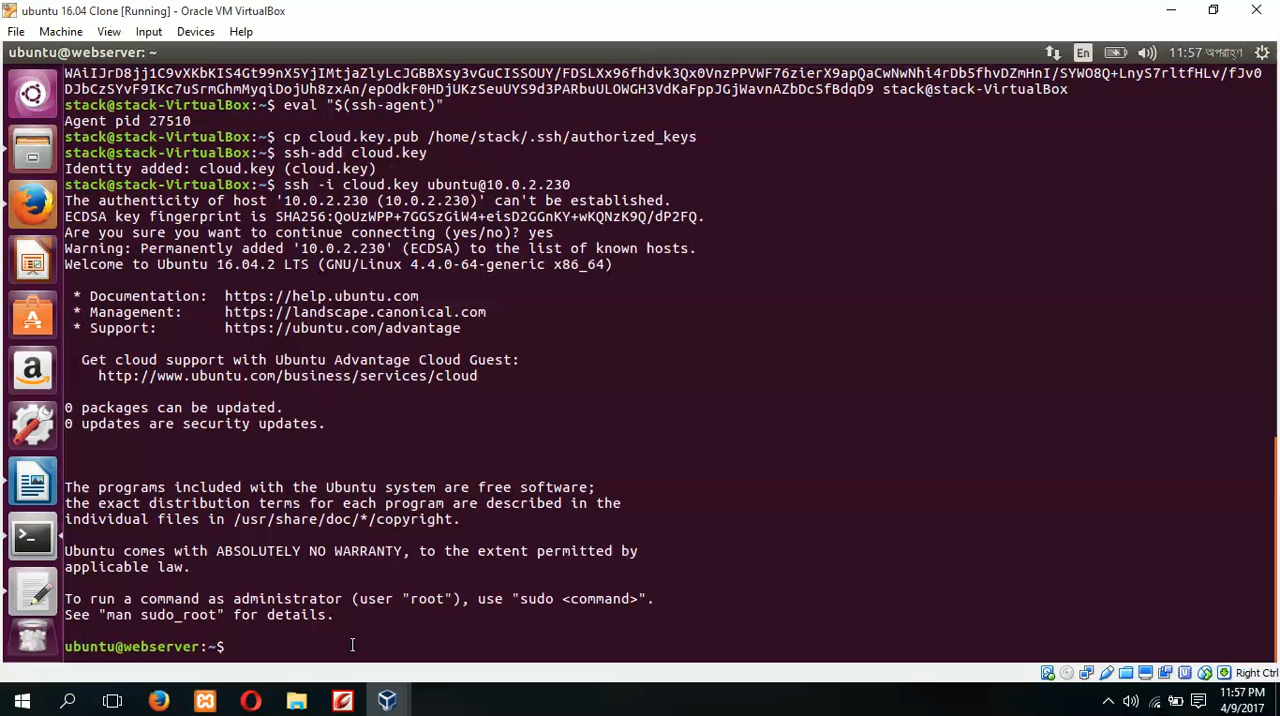 ubuntu 16.04 Clone [Running] - Oracle VM VirtualBox
File Machine View Input Devices Help
ubuntu@webserver: ~
En
11:57 অপরাহ্ণ
stack@stack-VirtualBox
stack@stack-VirtualBox:~$ eval "$(ssh-agent)"
Agent pid 27510
stack@stack-VirtualBox:~$ cp cloud.key.pub /home/stack/.ssh/authorized_keys
stack@stack-VirtualBox:~$ ssh-add cloud.key
Identity added: cloud.key (cloud.key)
stack@stack-VirtualBox:~$ ssh -i cloud.key ubuntu@10.0.2.230
The authenticity of host '10.0.2.230 (10.0.2.230)' can't be established.
ECDSA key fingerprint is SHA256:QoUzWPP+7GGSzGiW4+eisD2GGnKY+wKQNzK9Q/dP2FQ.
Are you sure you want to continue connecting (yes/no)? yes
Warning: Permanently added '10.0.2.230' (ECDSA) to the list of known hosts.
Welcome to Ubuntu 16.04.2 LTS (GNU/Linux 4.4.0-64-generic x86_64)
* Documentation: https://help.ubuntu.com
* Management: https://landscape.canonical.com
* Support: https://ubuntu.com/advantage
Get cloud support with Ubuntu Advantage Cloud Guest:
http://www.ubuntu.com/business/services/cloud
0 packages can be updated.
0 updates are security updates.
The programs included with the Ubuntu system are free software;
the exact distribution terms for each program are described in the
individual files in /usr/share/doc/*/copyright.
Ubuntu comes with ABSOLUTELY NO WARRANTY, to the extent permitted by
applicable law.
To run a command as administrator (user "root"), use "sudo <command>".
See "man sudo_root" for details.
ubuntu@webserver:~$
Right Ctrl
11:57 PM
4/9/2017